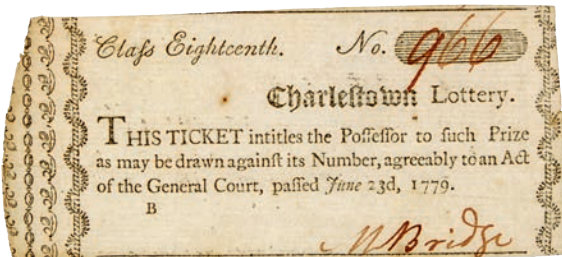 Claſs Eighteenth. No. 966
Charleſtown Lottery.
THIS TICKET intitles the Poſſeſſor to ſuch Prize
as may be drawn againſt its Number, agreeably to an Act
of the General Court, paſſed June 23d, 1779.
B
M Bridge